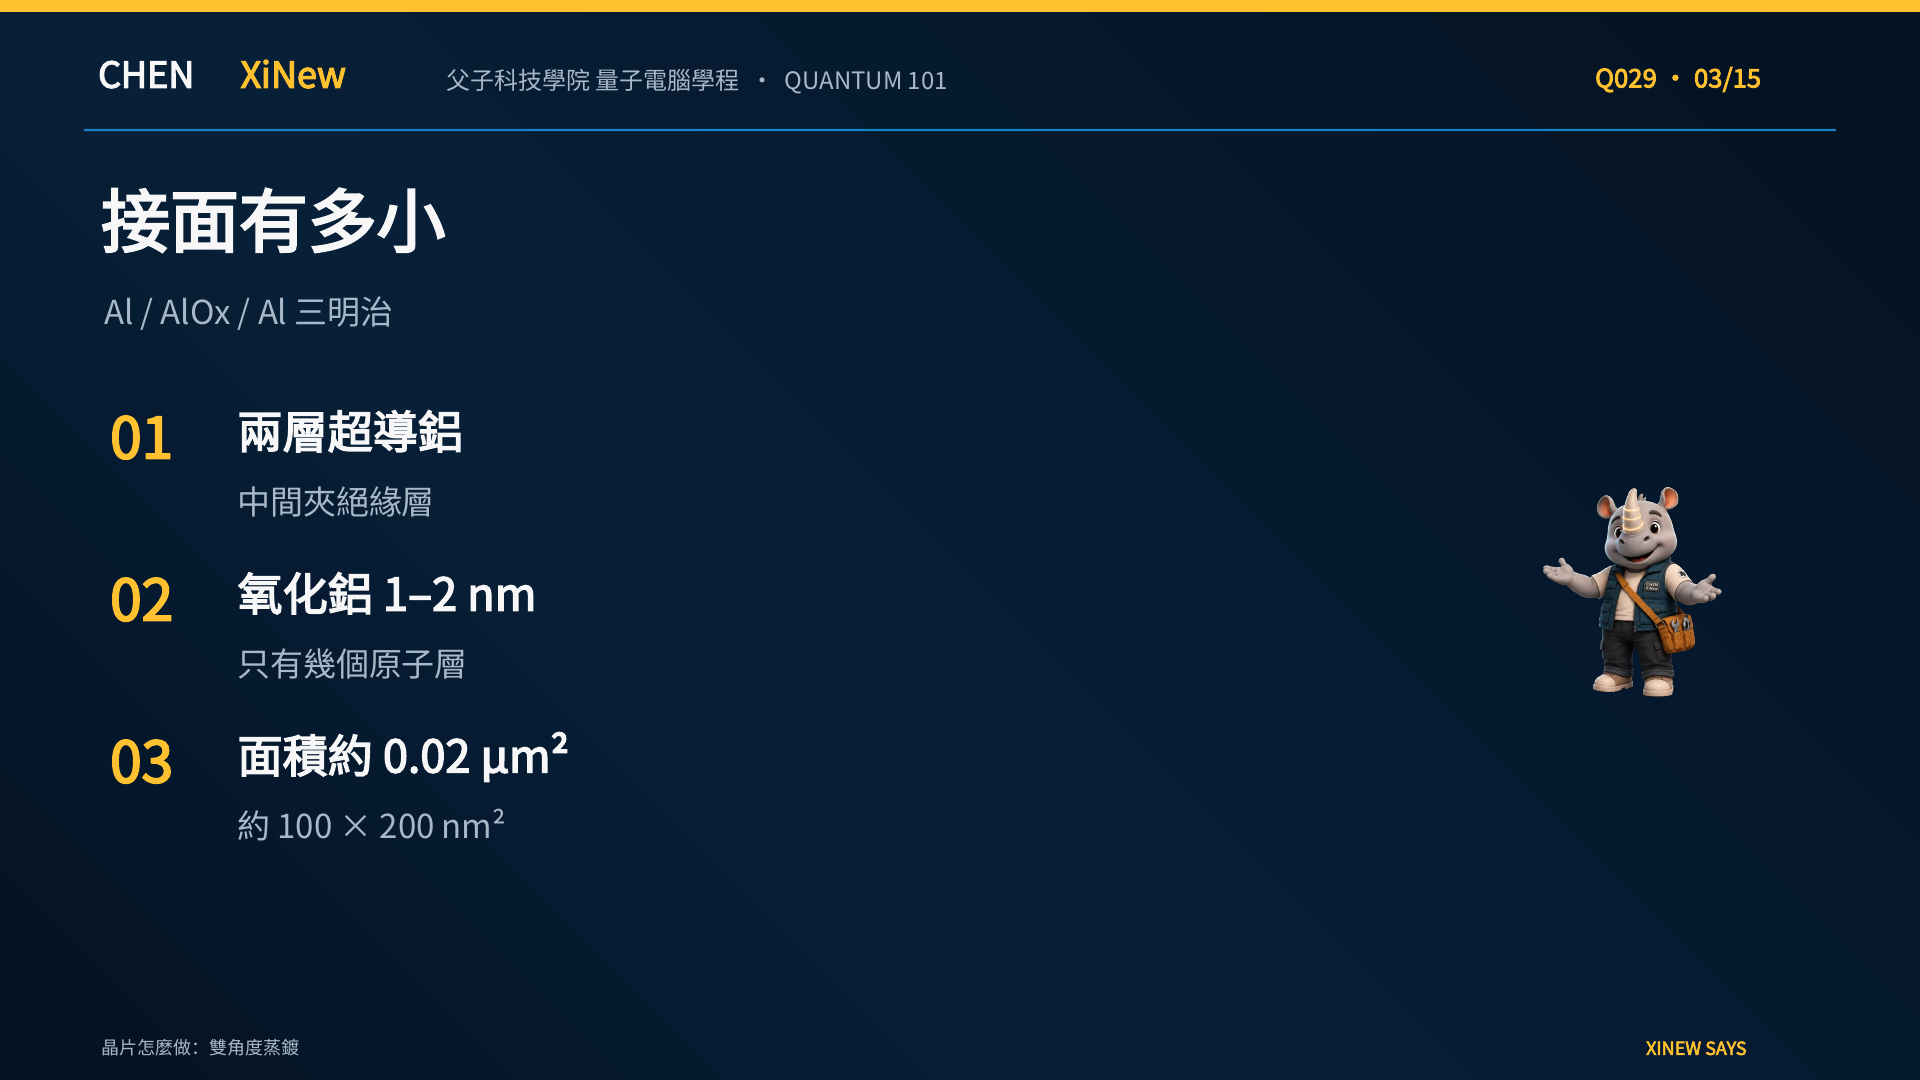 CHEN XiNew 父子科技學院 量子電腦學程 • QUANTUM 101 Q029 • 03/15
接面有多小
Al / AlOx / Al 三明治
01 兩層超導鋁
中間夾絕緣層
02 氧化鋁 1–2 nm
只有幾個原子層
03 面積約 0.02 μm²
約 100 × 200 nm²
晶片怎麼做：雙角度蒸鍍
XINEW SAYS